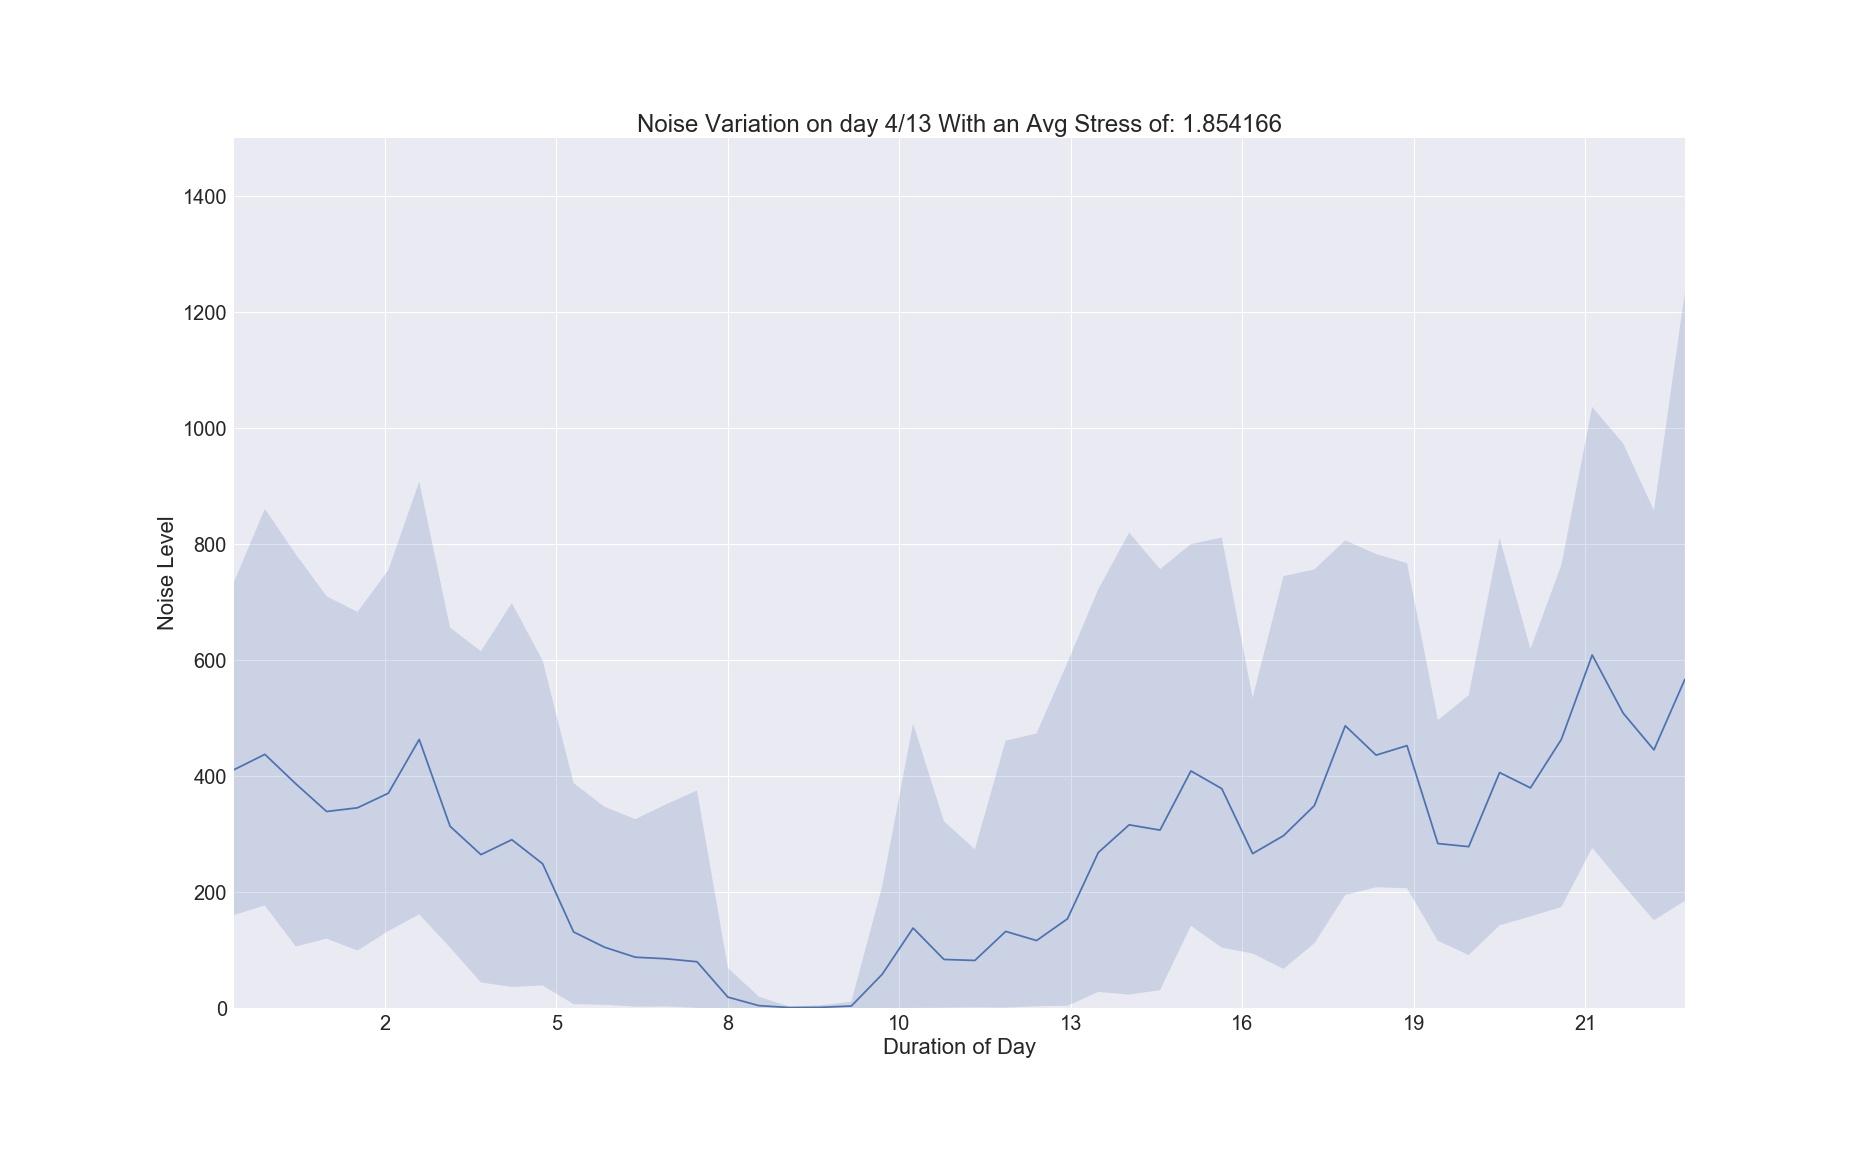 Noise Variation on day 4/13 With an Avg Stress of: 1.854166
1400
1200
1000
800
600
400
200
0
Noise Level
2 5 8 10 13 16 19 21
Duration of Day